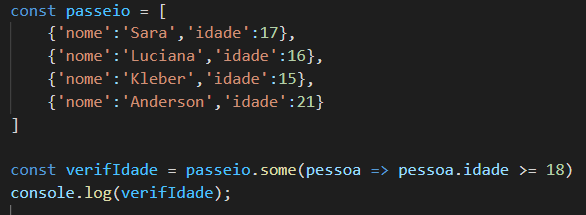 const passeio = [
    {'nome':'Sara','idade':17},
    {'nome':'Luciana','idade':16},
    {'nome':'Kleber','idade':15},
    {'nome':'Anderson','idade':21}
]

const verifIdade = passeio.some(pessoa => pessoa.idade >= 18)
console.log(verifIdade);